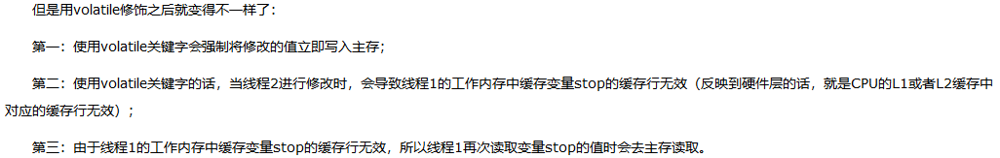 但是用volatile修饰之后就变得不一样了：
第一：使用volatile关键字会强制将修改的值立即写入主存；
第二：使用volatile关键字的话，当线程2进行修改时，会导致线程1的工作内存中缓存变量stop的缓存行无效（反映到硬件层的话，就是CPU的L1或者L2缓存中
对应的缓存行无效）；
第三：由于线程1的工作内存中缓存变量stop的缓存行无效，所以线程1再次读取变量stop的值时会去主存读取。